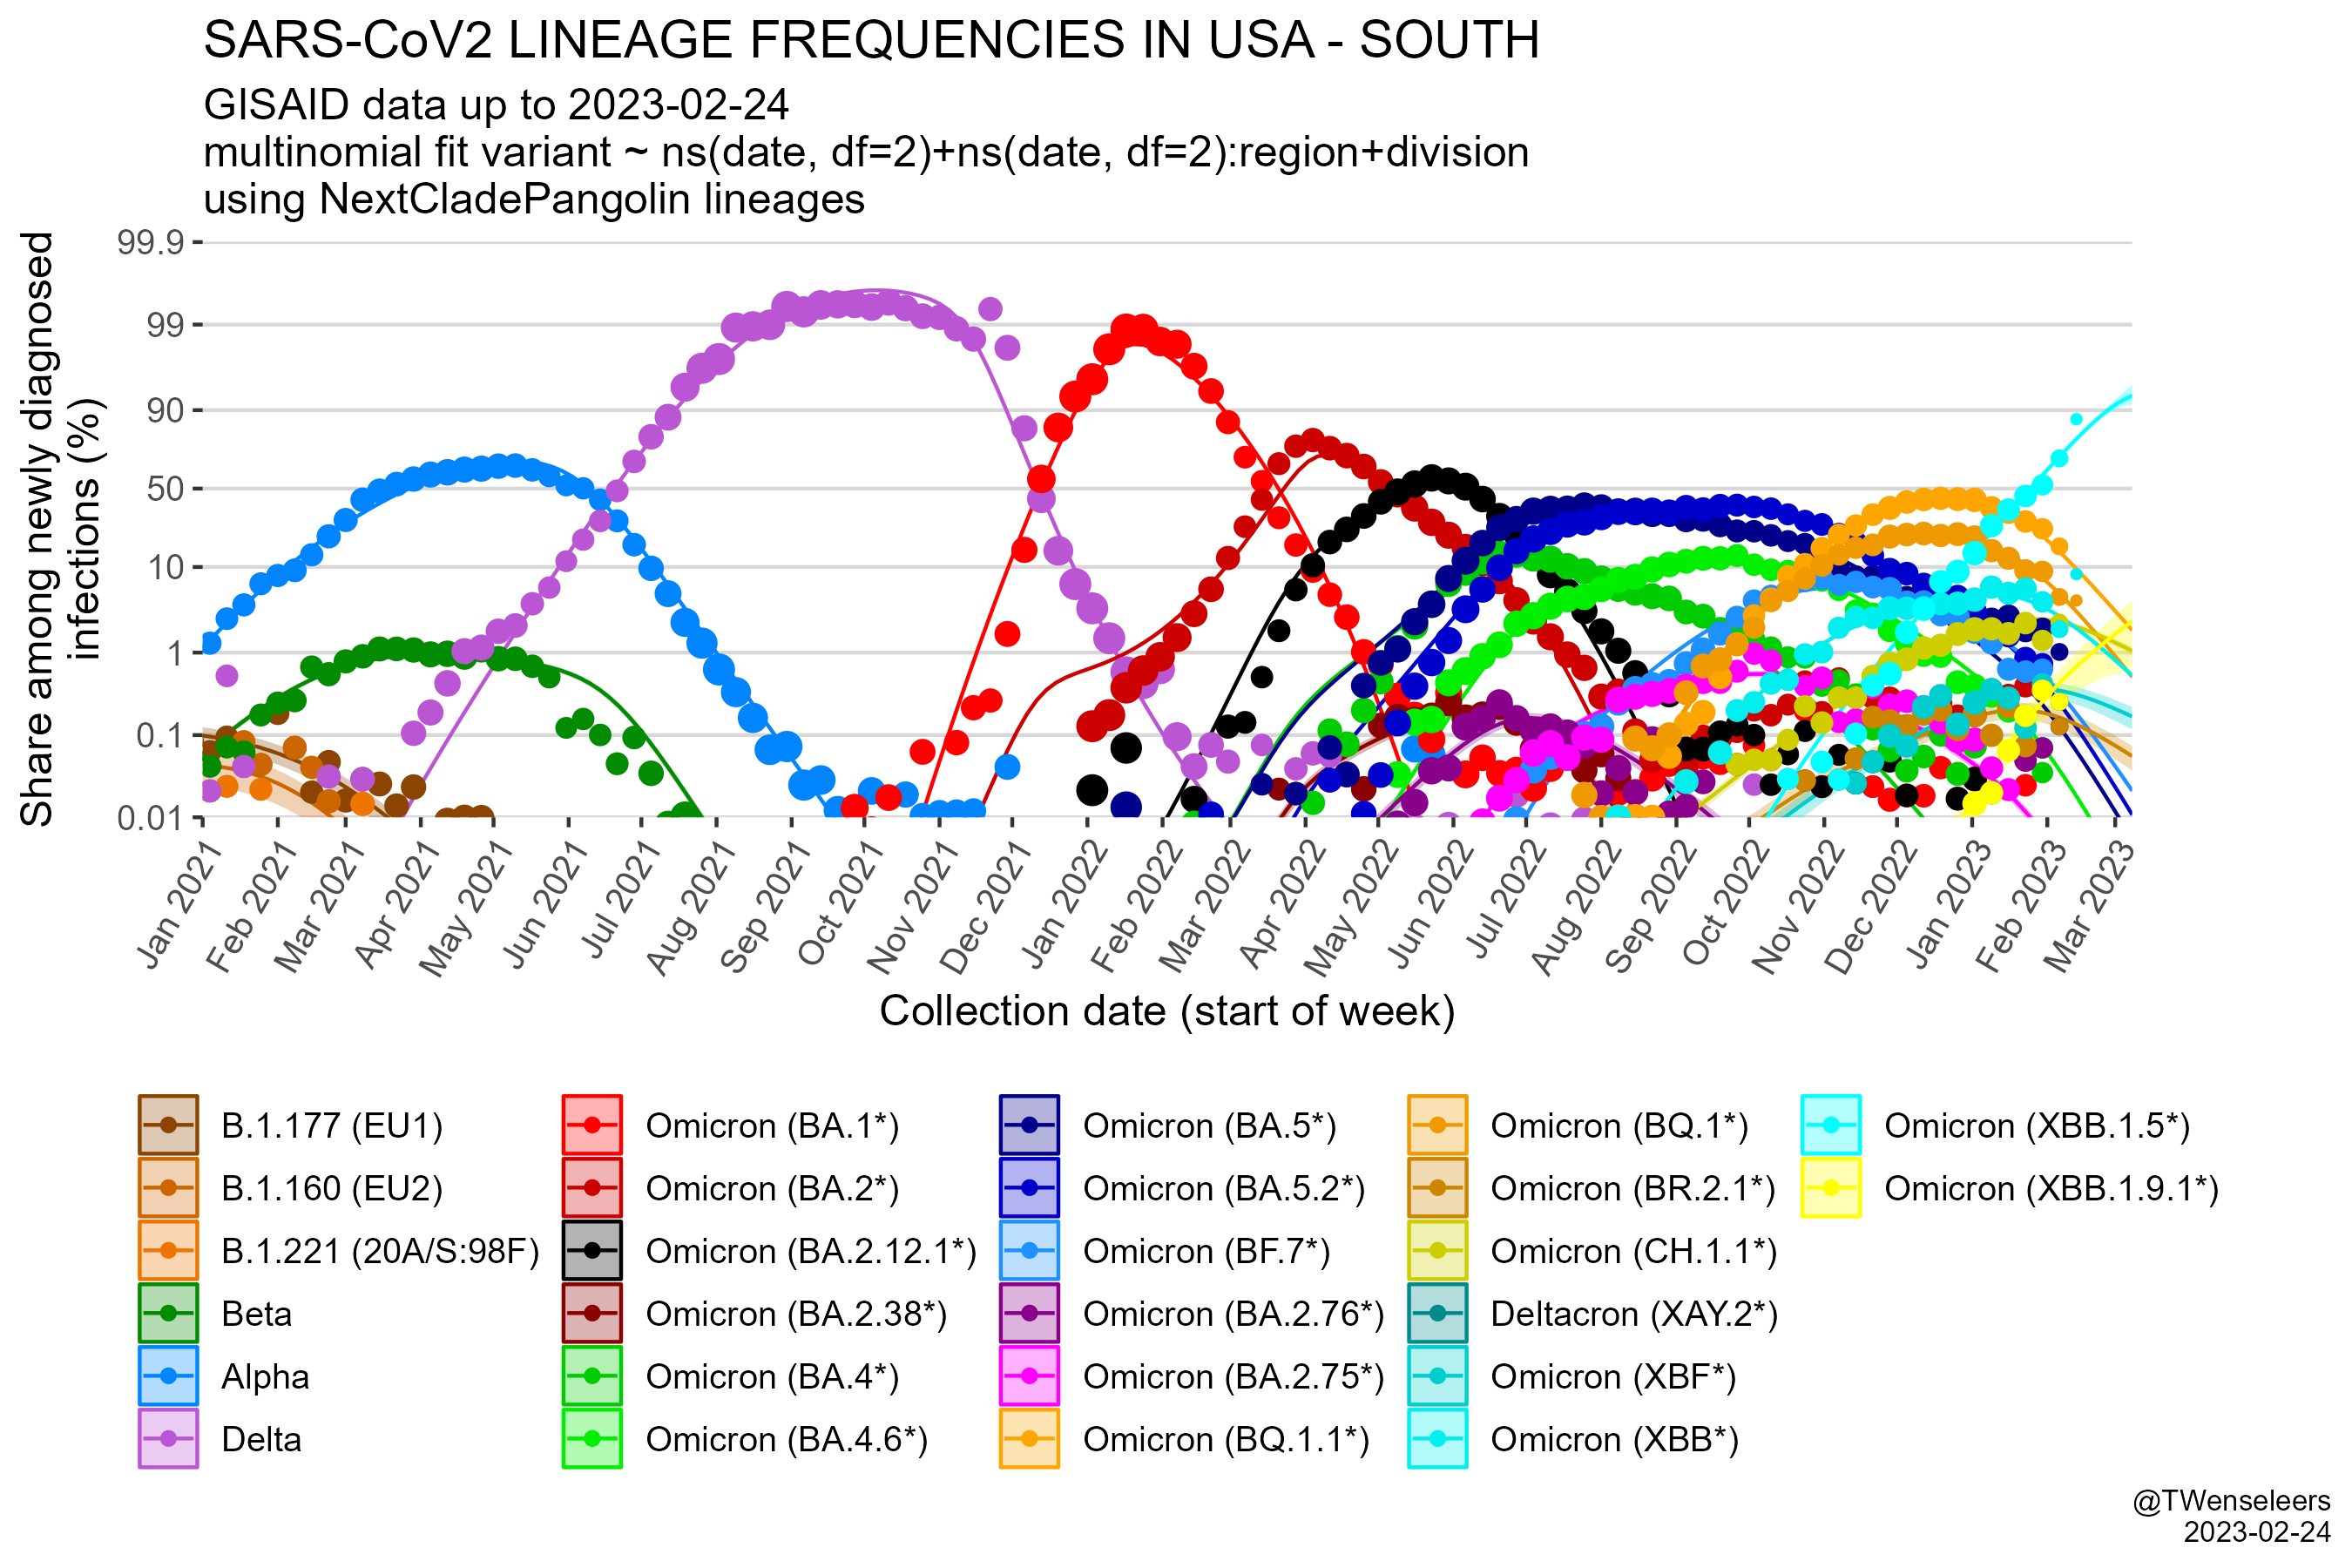 SARS-CoV2 LINEAGE FREQUENCIES IN USA - SOUTH
GISAID data up to 2023-02-24
multinomial fit variant ~ ns(date, df=2)+ns(date, df=2):region+division
using NextCladePangolin lineages
Share among newly diagnosed
infections (%)
99.9
99
90
50
10
1
0.1
0.01
Jan 2021
Feb 2021
Mar 2021
Apr 2021
May 2021
Jun 2021
Jul 2021
Aug 2021
Sep 2021
Oct 2021
Nov 2021
Dec 2021
Jan 2022
Feb 2022
Mar 2022
Apr 2022
May 2022
Jun 2022
Jul 2022
Aug 2022
Sep 2022
Oct 2022
Nov 2022
Dec 2022
Jan 2023
Feb 2023
Mar 2023
Collection date (start of week)
B.1.177 (EU1)
B.1.160 (EU2)
B.1.221 (20A/S:98F)
Beta
Alpha
Delta
Omicron (BA.1*)
Omicron (BA.2*)
Omicron (BA.2.12.1*)
Omicron (BA.2.38*)
Omicron (BA.4*)
Omicron (BA.4.6*)
Omicron (BA.5*)
Omicron (BA.5.2*)
Omicron (BF.7*)
Omicron (BA.2.76*)
Omicron (BA.2.75*)
Omicron (BQ.1.1*)
Omicron (BQ.1*)
Omicron (BR.2.1*)
Omicron (CH.1.1*)
Deltacron (XAY.2*)
Omicron (XBF*)
Omicron (XBB*)
Omicron (XBB.1.5*)
Omicron (XBB.1.9.1*)
@TWenseleers
2023-02-24